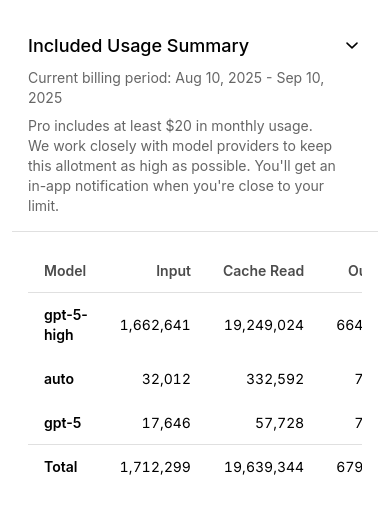 Included Usage Summary
Current billing period: Aug 10, 2025 - Sep 10,
2025
Pro includes at least $20 in monthly usage.
We work closely with model providers to keep
this allotment as high as possible. You'll get an
in-app notification when you're close to your
limit.
Model Input Cache Read Ou
gpt-5-
high 1,662,641 19,249,024 664
auto 32,012 332,592 7
gpt-5 17,646 57,728 7
Total 1,712,299 19,639,344 679